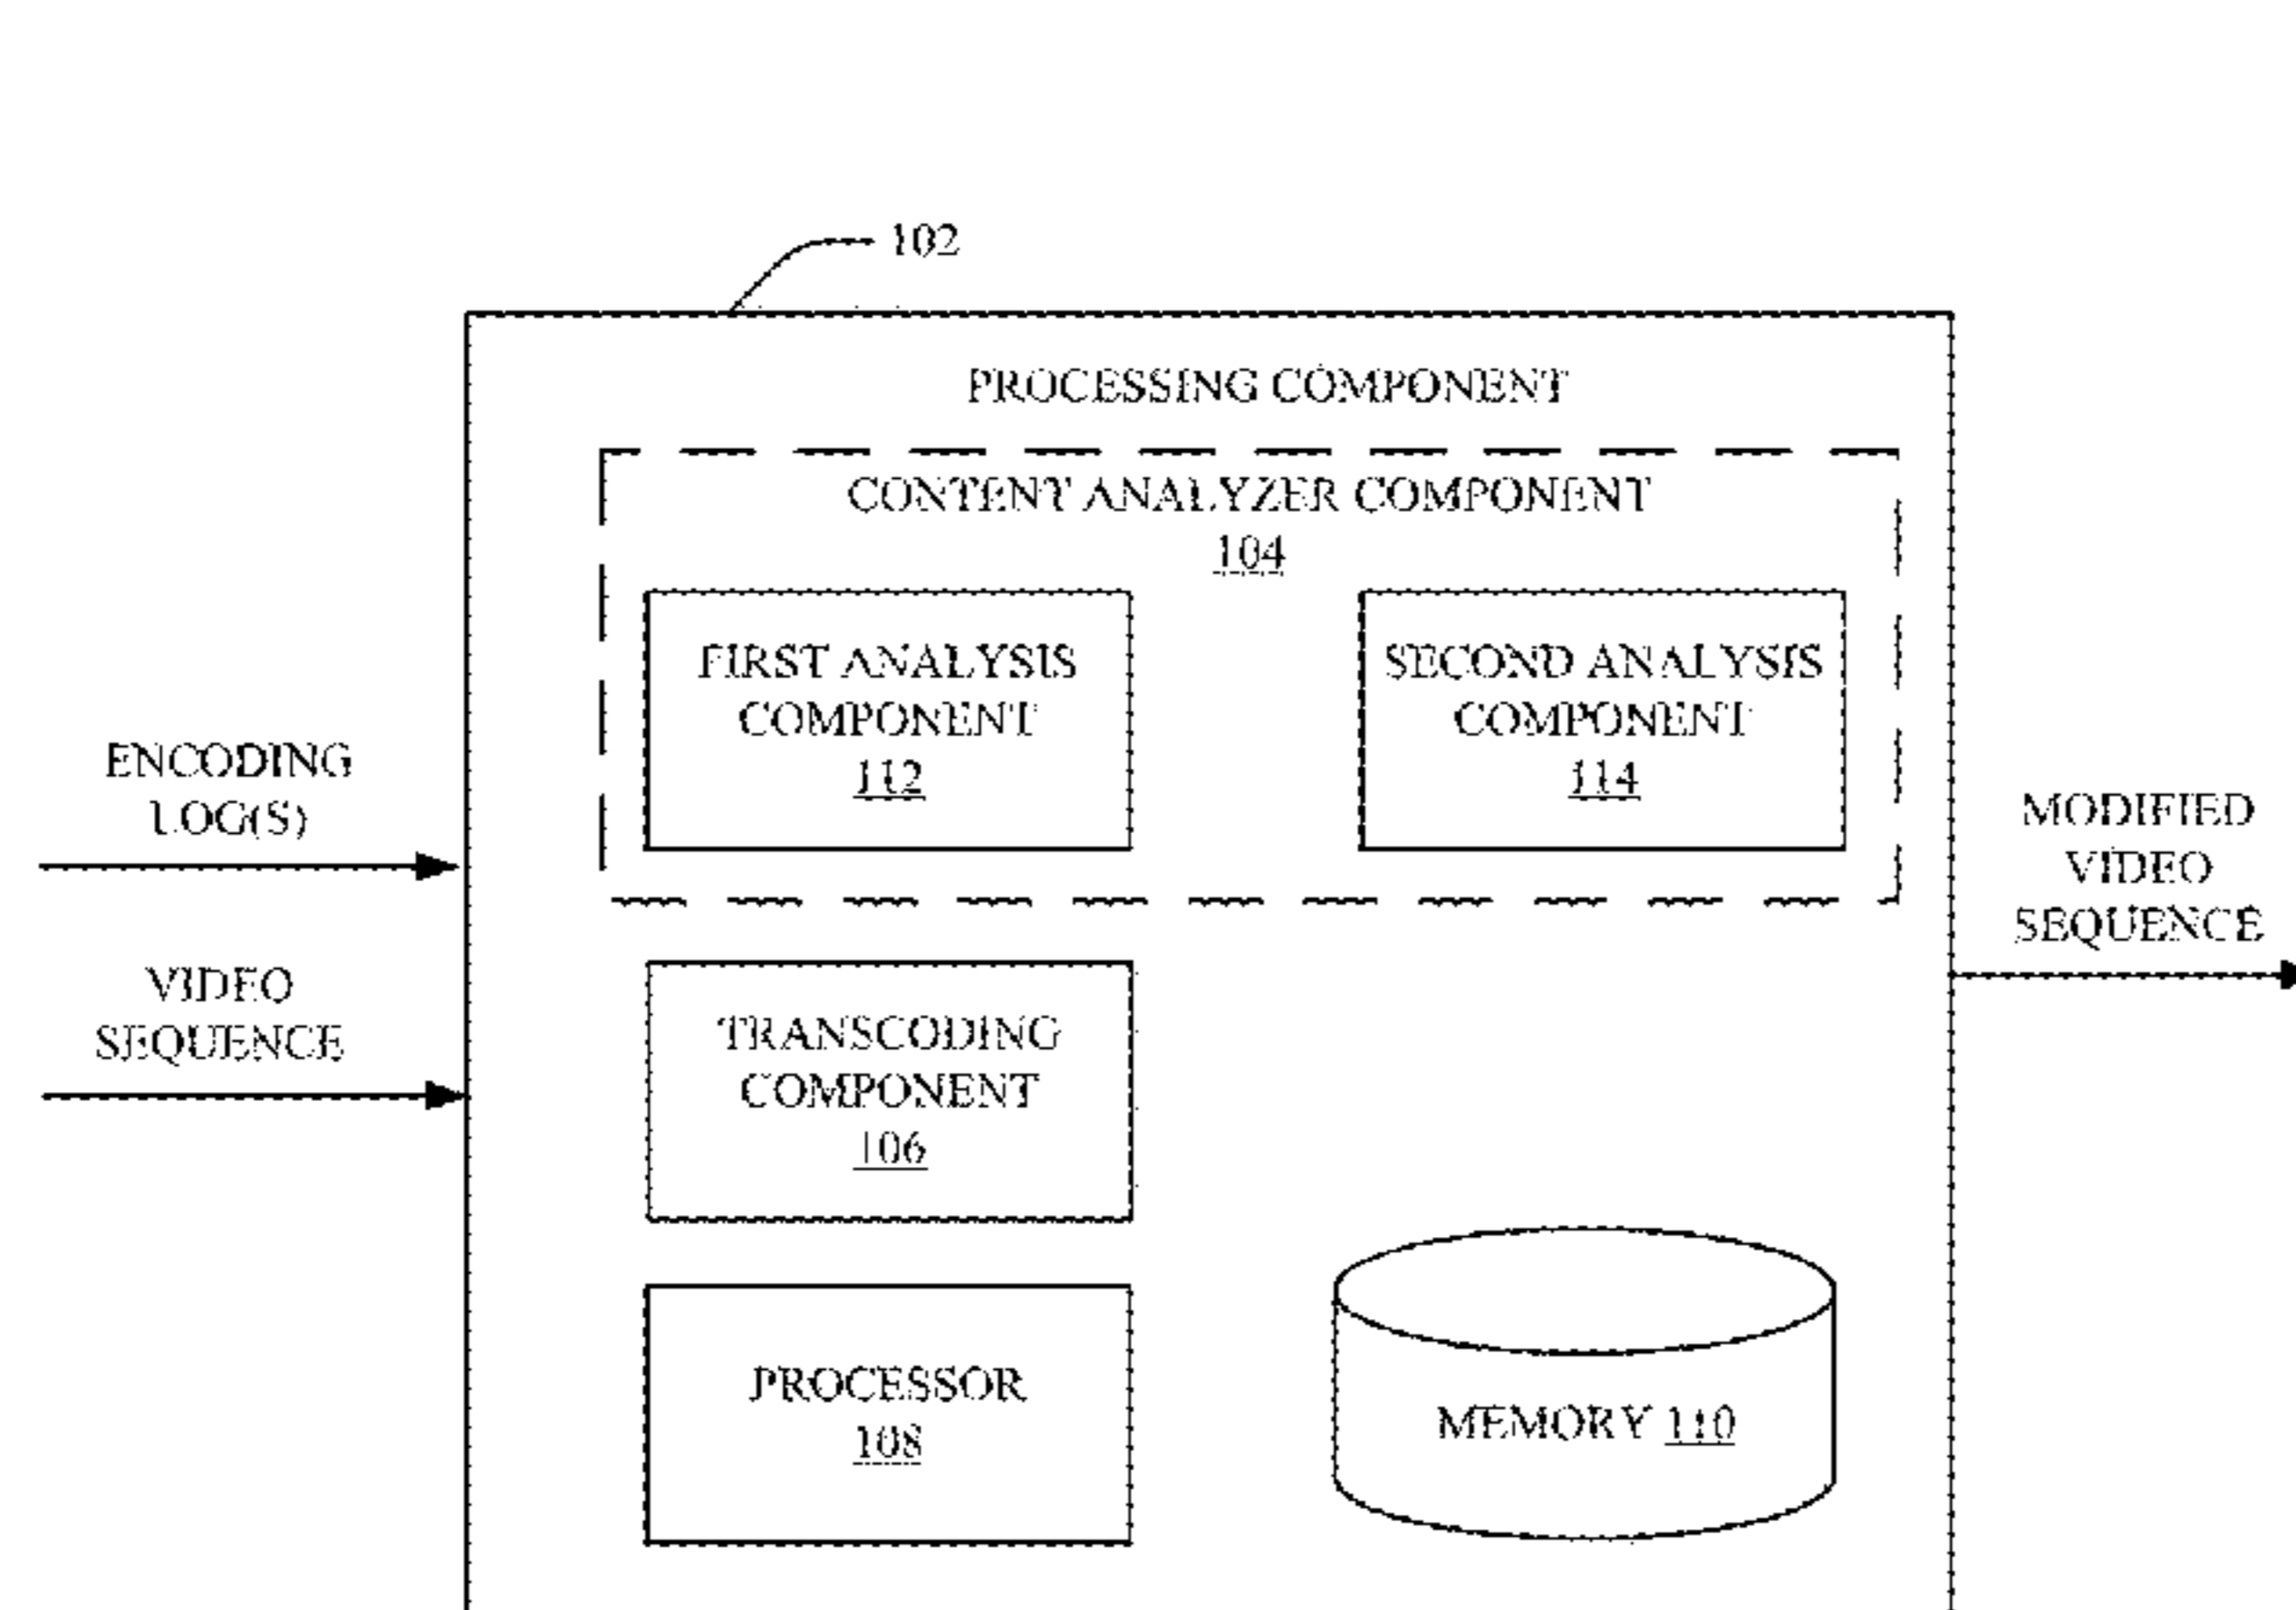 102
PROCESSING COMPONENT
CONTENT ANALYZER COMPONENT
104
FIRST ANALYSIS
COMPONENT
112
SECOND ANALYSIS
COMPONENT
114
ENCODING
LOG(S)
MODIFIED
VIDEO
SEQUENCE
VIDEO
SEQUENCE
TRANSCODING
COMPONENT
106
PROCESSOR
108
MEMORY 110